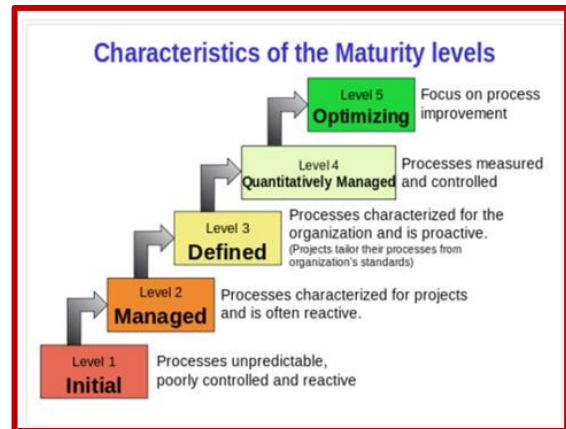 Characteristics of the Maturity levels
Level 5
Optimizing
Focus on process
improvement
Level 4
Quantitatively Managed
Processes measured
and controlled
Level 3
Defined
Processes characterized for the
organization and is proactive.
(Projects tailor their processes from
organization's standards)
Level 2
Managed
Processes characterized for projects
and is often reactive.
Level 1
Initial
Processes unpredictable,
poorly controlled and reactive